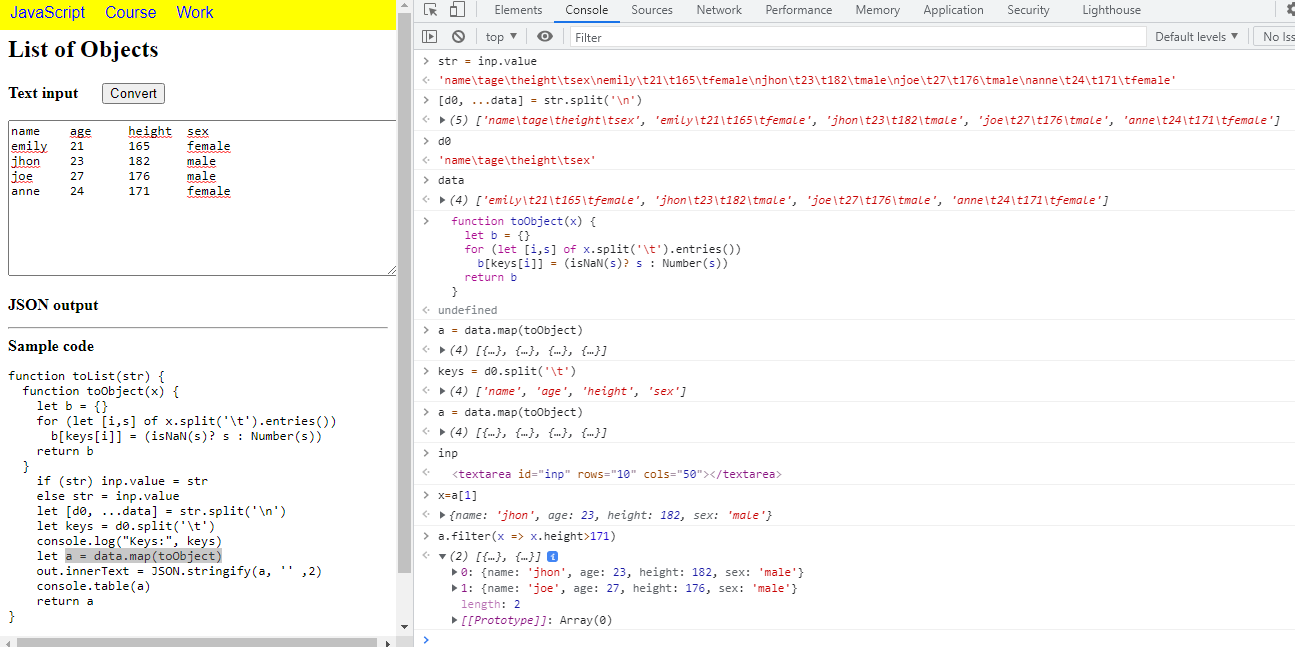 JavaScript Course Work
List of Objects
Text input Convert
name age height sex
emily 21 165 female
jhon 23 182 male
joe 27 176 male
anne 24 171 female
JSON output
Sample code
function toList(str) {
  function toObject(x) {
    let b = {}
    for (let [i,s] of x.split('\t').entries())
      b[keys[i]] = (isNaN(s)? s : Number(s))
    return b
  }
    if (str) inp.value = str
    else str = inp.value
    let [d0, ...data] = str.split('\n')
    let keys = d0.split('\t')
    console.log("Keys:", keys)
    let a = data.map(toObject)
    out.innerText = JSON.stringify(a, '' ,2)
    console.table(a)
    return a
}
Elements Console Sources Network Performance Memory Application Security Lighthouse
top ▼ Filter Default levels ▼ No Iss
> str = inp.value
'name\tage\theight\tsex\nemily\t21\t165\tfemale\njhon\t23\t182\tmale\njoe\t27\t176\tmale\nanne\t24\t171\tfemale'
> [d0, ...data] = str.split('\n')
(5) ['name\tage\theight\tsex', 'emily\t21\t165\tfemale', 'jhon\t23\t182\tmale', 'joe\t27\t176\tmale', 'anne\t24\t171\tfemale']
> d0
'name\tage\theight\tsex'
> data
(4) ['emily\t21\t165\tfemale', 'jhon\t23\t182\tmale', 'joe\t27\t176\tmale', 'anne\t24\t171\tfemale']
> function toObject(x) {
    let b = {}
    for (let [i,s] of x.split('\t').entries())
      b[keys[i]] = (isNaN(s)? s : Number(s))
    return b
  }
undefined
> a = data.map(toObject)
(4) [{…}, {…}, {…}, {…}]
> keys = d0.split('\t')
(4) ['name', 'age', 'height', 'sex']
> a = data.map(toObject)
(4) [{…}, {…}, {…}, {…}]
> inp
<textarea id="inp" rows="10" cols="50"></textarea>
> x=a[1]
{name: 'jhon', age: 23, height: 182, sex: 'male'}
> a.filter(x => x.height>171)
(2) [{…}, {…}] i
0: {name: 'jhon', age: 23, height: 182, sex: 'male'}
1: {name: 'joe', age: 27, height: 176, sex: 'male'}
length: 2
[[Prototype]]: Array(0)
>